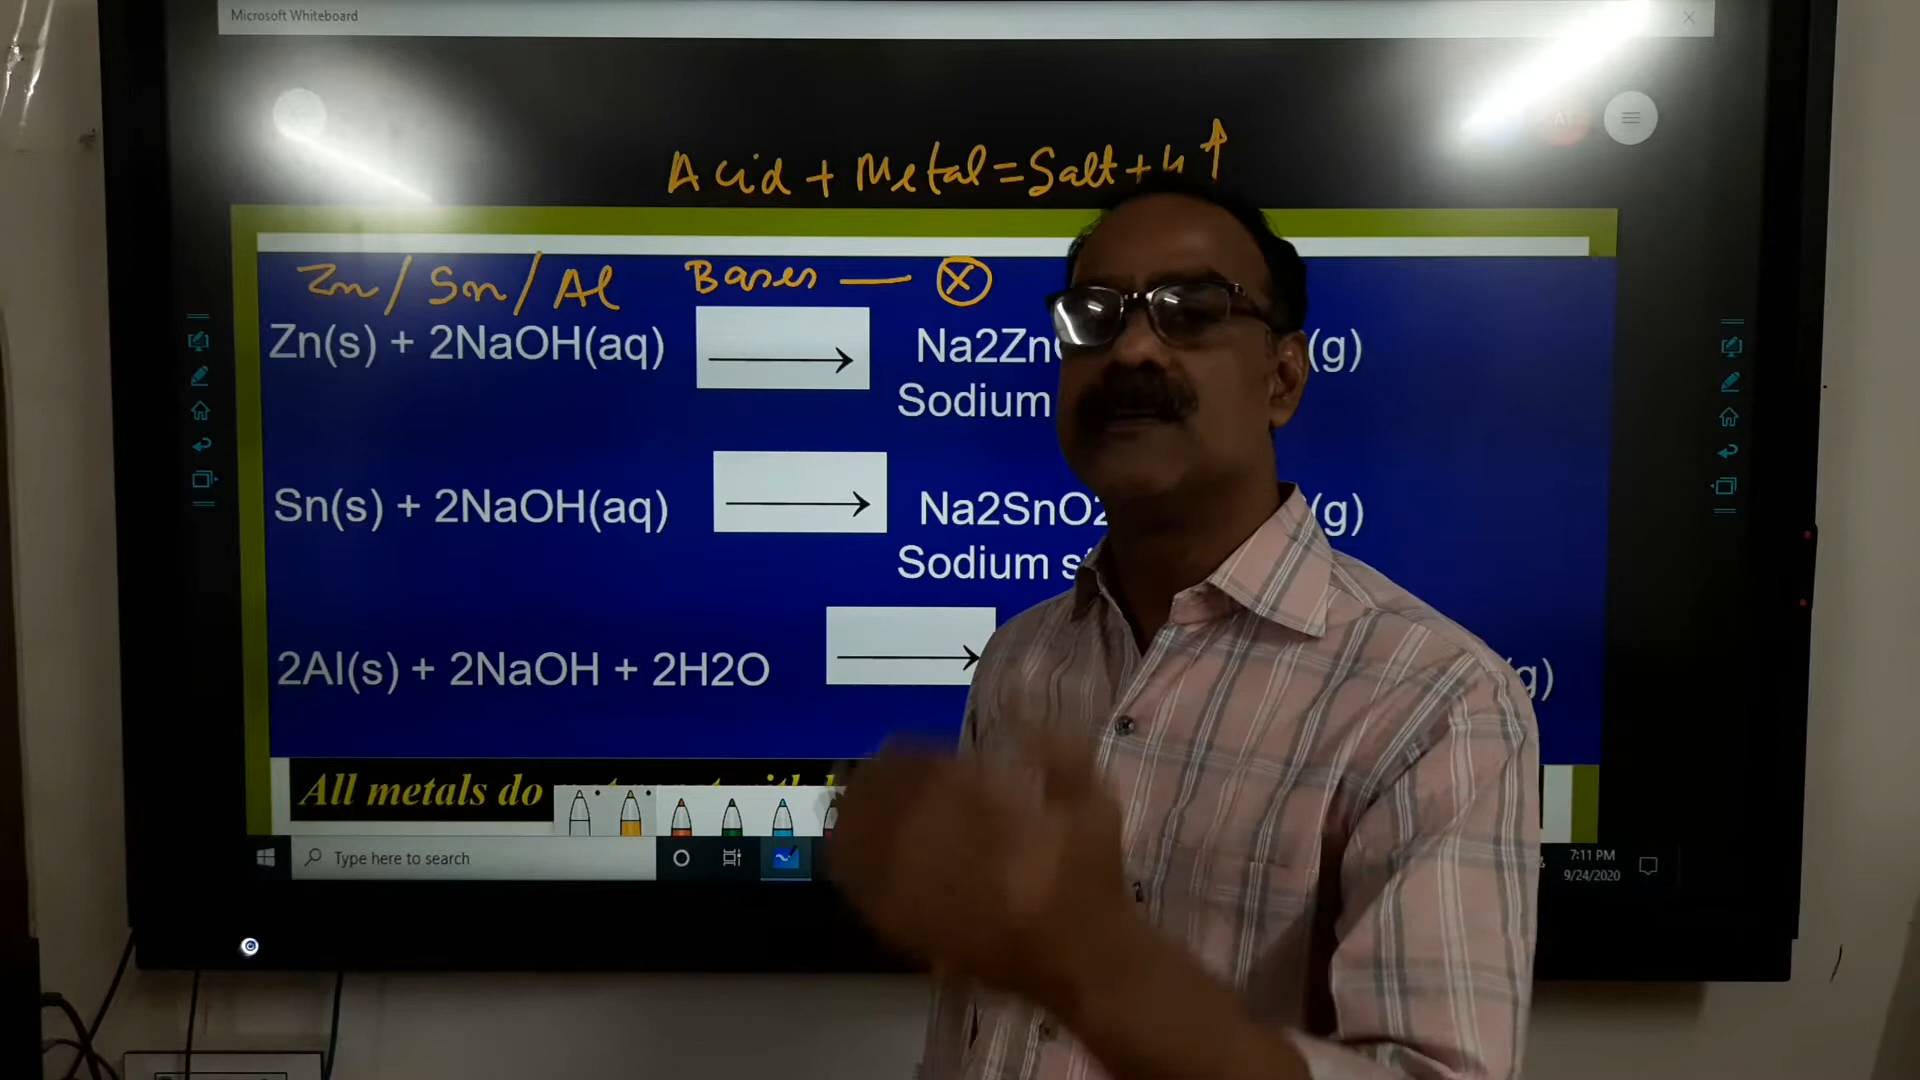 Microsoft Whiteboard
Acid + Metal = Salt + H ↑
Zn / Sn / Al Bases — ⓧ
Zn(s) + 2NaOH(aq) → Na2Zn (g)
Sodium
Sn(s) + 2NaOH(aq) → Na2SnO2 (g)
Sodium
2Al(s) + 2NaOH + 2H2O → (g)
All metals do
Type here to search
7:11 PM
9/24/2020